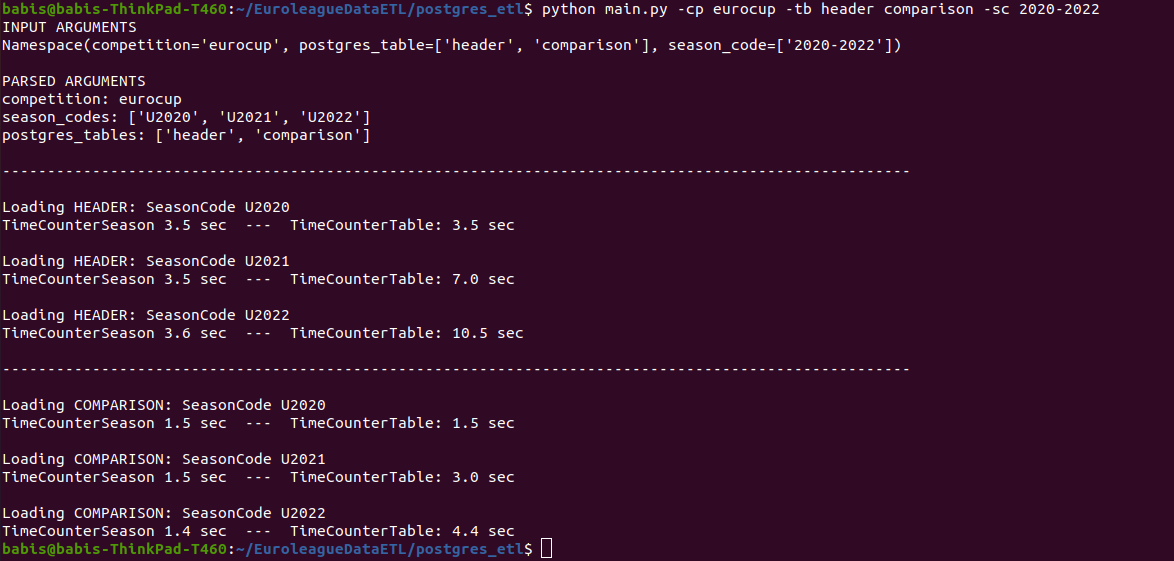 babis@babis-ThinkPad-T460:~/EuroleagueDataETL/postgres_etl$ python main.py -cp eurocup -tb header comparison -sc 2020-2022
INPUT ARGUMENTS
Namespace(competition='eurocup', postgres_table=['header', 'comparison'], season_code=['2020-2022'])
PARSED ARGUMENTS
competition: eurocup
season_codes: ['U2020', 'U2021', 'U2022']
postgres_tables: ['header', 'comparison']
-----------------------------------------------------------------------------------------------------
Loading HEADER: SeasonCode U2020
TimeCounterSeason 3.5 sec  ---  TimeCounterTable: 3.5 sec
Loading HEADER: SeasonCode U2021
TimeCounterSeason 3.5 sec  ---  TimeCounterTable: 7.0 sec
Loading HEADER: SeasonCode U2022
TimeCounterSeason 3.6 sec  ---  TimeCounterTable: 10.5 sec
-----------------------------------------------------------------------------------------------------
Loading COMPARISON: SeasonCode U2020
TimeCounterSeason 1.5 sec  ---  TimeCounterTable: 1.5 sec
Loading COMPARISON: SeasonCode U2021
TimeCounterSeason 1.5 sec  ---  TimeCounterTable: 3.0 sec
Loading COMPARISON: SeasonCode U2022
TimeCounterSeason 1.4 sec  ---  TimeCounterTable: 4.4 sec
babis@babis-ThinkPad-T460:~/EuroleagueDataETL/postgres_etl$